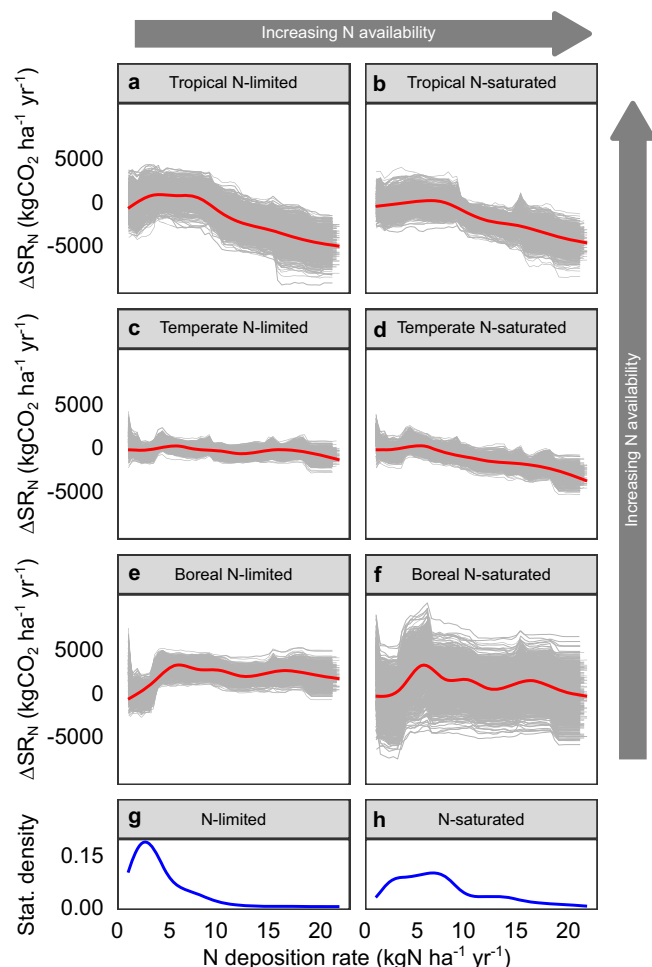 Increasing N availability
a Tropical N-limited
b Tropical N-saturated
ΔSR_N (kgCO₂ ha⁻¹ yr⁻¹)
5000
0
-5000
c Temperate N-limited
d Temperate N-saturated
ΔSR_N (kgCO₂ ha⁻¹ yr⁻¹)
5000
0
-5000
Increasing N availability
e Boreal N-limited
f Boreal N-saturated
ΔSR_N (kgCO₂ ha⁻¹ yr⁻¹)
5000
0
-5000
g N-limited
h N-saturated
Stat. density
0.15
0.00
0 5 10 15 20 0 5 10 15 20
N deposition rate (kgN ha⁻¹ yr⁻¹)